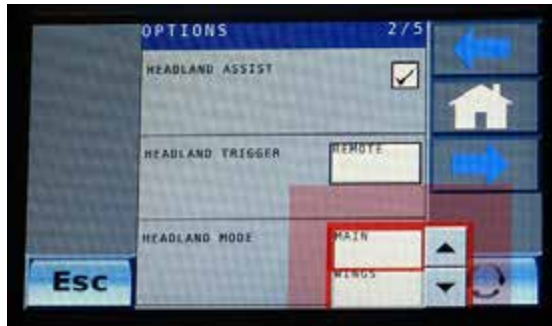 OPTIONS 2/5
HEADLAND ASSIST
HEADLAND TRIGGER REMOTE
HEADLAND MODE MAIN
WINGS
Esc